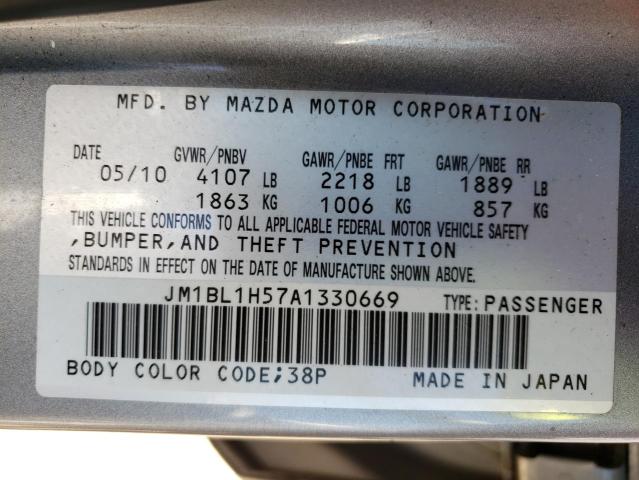 MFD. BY MAZDA MOTOR CORPORATION
DATE GVWR/PNBV GAWR/PNBE FRT GAWR/PNBE RR
05/10 4107 LB 2218 LB 1889 LB
1863 KG 1006 KG 857 KG
THIS VEHICLE CONFORMS TO ALL APPLICABLE FEDERAL MOTOR VEHICLE SAFETY
,BUMPER,AND THEFT PREVENTION
STANDARDS IN EFFECT ON THE DATE OF MANUFACTURE SHOWN ABOVE.
JM1BL1H57A1330669 TYPE:PASSENGER
BODY COLOR CODE;38P MADE IN JAPAN